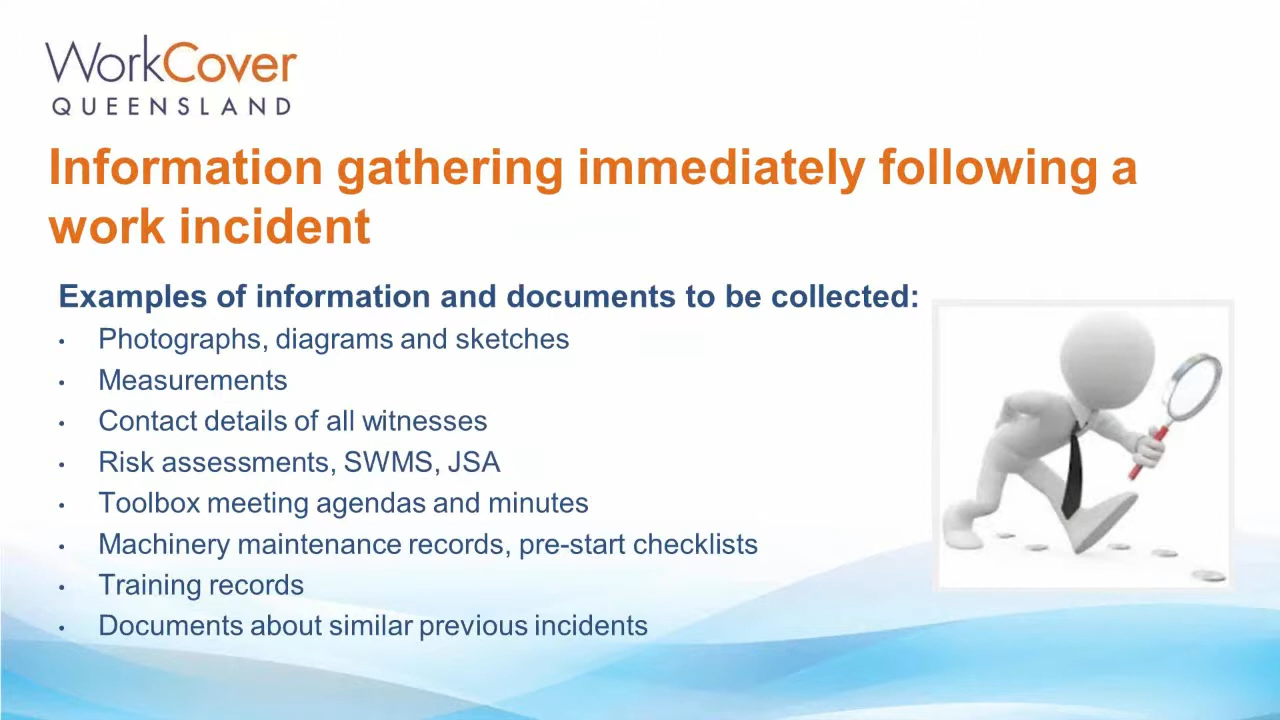 WorkCover
QUEENSLAND
Information gathering immediately following a
work incident
Examples of information and documents to be collected:
• Photographs, diagrams and sketches
• Measurements
• Contact details of all witnesses
• Risk assessments, SWMS, JSA
• Toolbox meeting agendas and minutes
• Machinery maintenance records, pre-start checklists
• Training records
• Documents about similar previous incidents